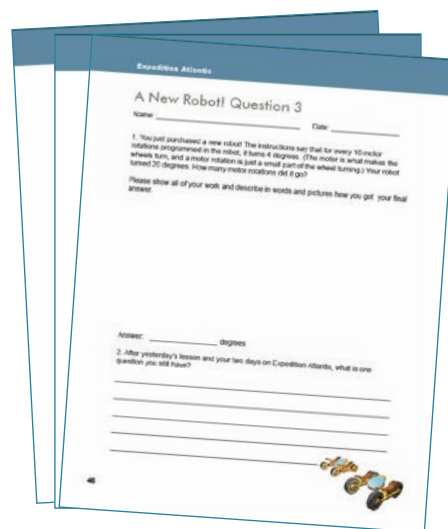 Expedition Atlantis
A New Robot! Question 3
Name: Date:
1. You just purchased a new robot! The instructions say that for every 10 motor
rotations programmed in the robot, it turns 4 degrees. (The motor is what makes the
wheels turn, and a motor rotation is just a small part of the wheel turning.) Your robot
turned 20 degrees. How many motor rotations did it go?
Please show all of your work and describe in words and pictures how you got your final
answer.
Answer: degrees
2. After yesterday's lesson and your two days on Expedition Atlantis, what is one
question you still have?
46